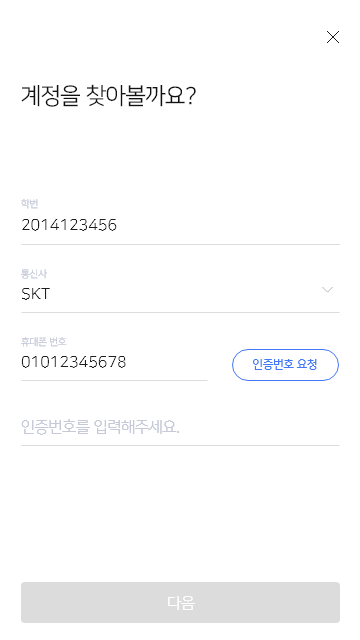 계정을 찾아볼까요?
학번
2014123456
통신사
SKT
휴대폰 번호
01012345678
인증번호 요청
인증번호를 입력해주세요.
다음